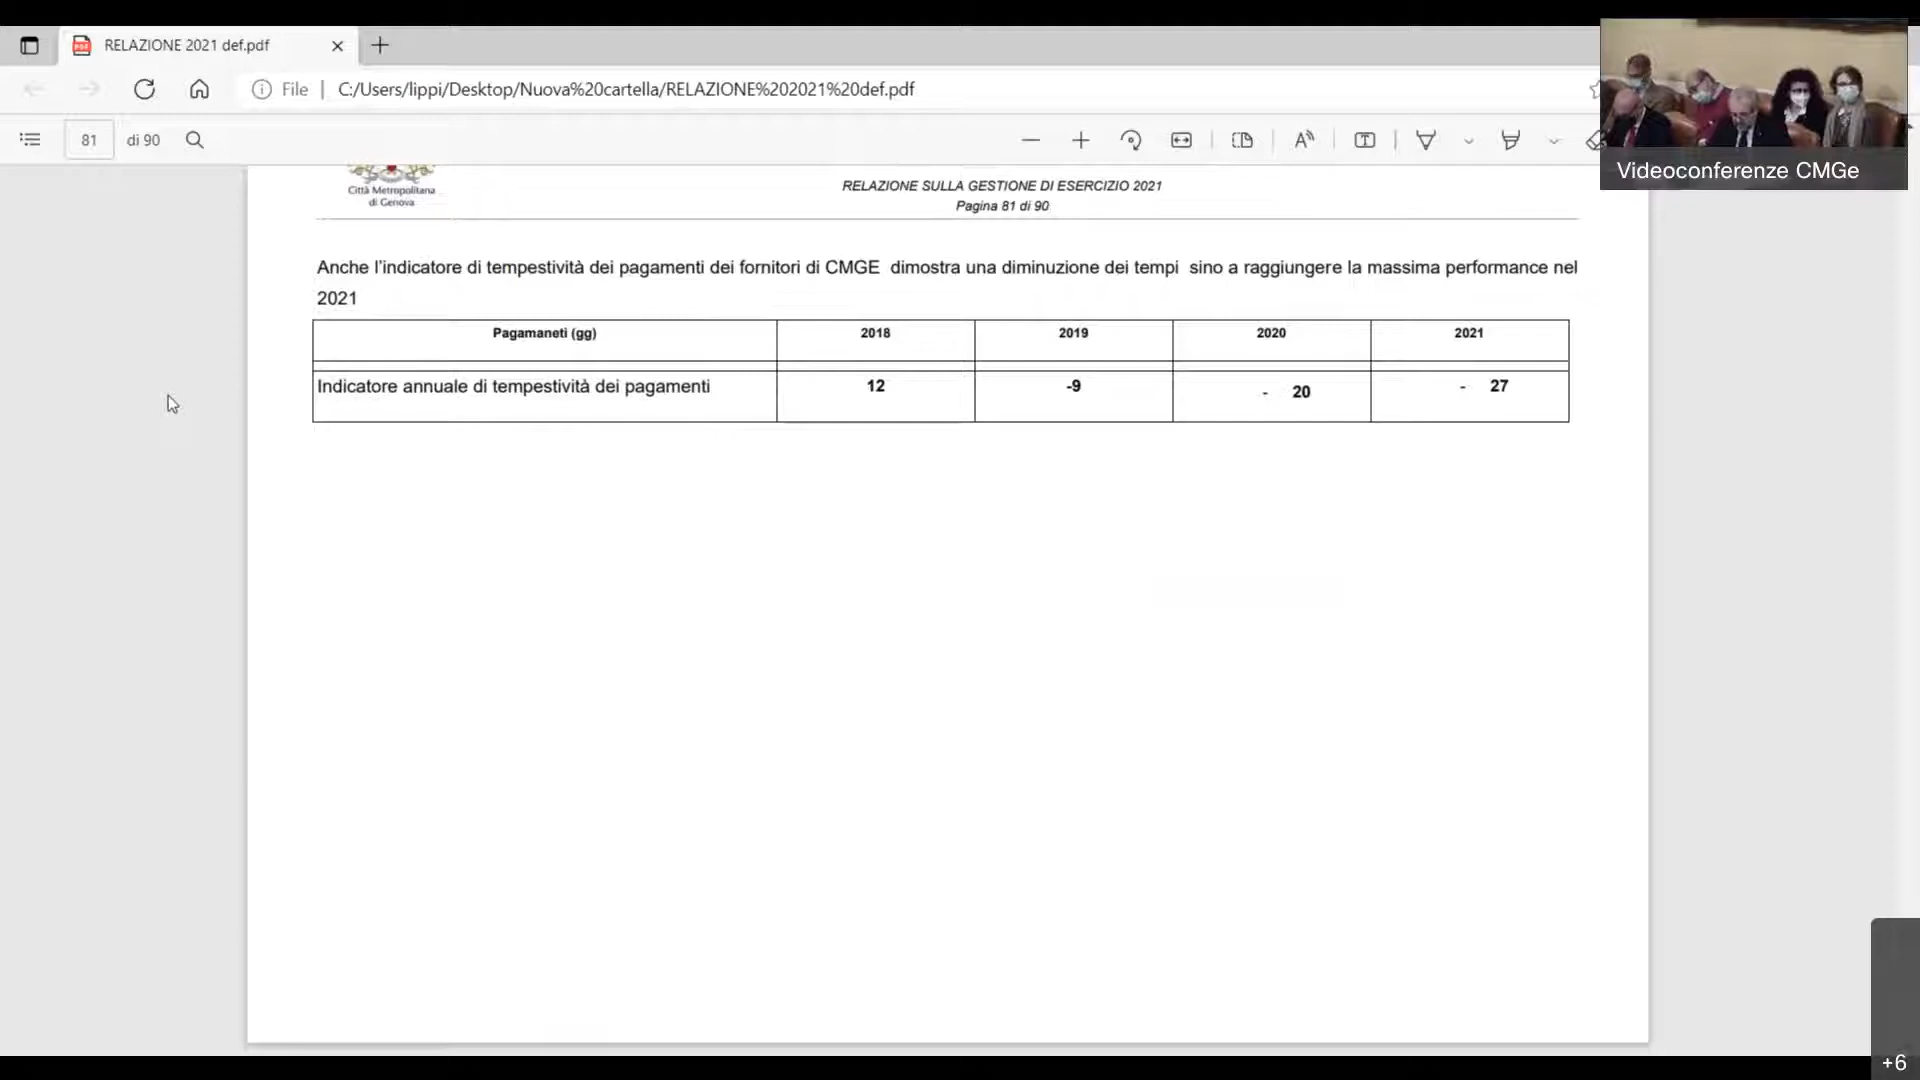 RELAZIONE 2021 def.pdf
File | C:/Users/lippi/Desktop/Nuova%20cartella/RELAZIONE%202021%20def.pdf
81 di 90
Videoconferenze CMGe
Città Metropolitana
di Genova
RELAZIONE SULLA GESTIONE DI ESERCIZIO 2021
Pagina 81 di 90
Anche l'indicatore di tempestività dei pagamenti dei fornitori di CMGE dimostra una diminuzione dei tempi sino a raggiungere la massima performance nel
2021
Pagamaneti (gg) 2018 2019 2020 2021
Indicatore annuale di tempestività dei pagamenti 12 -9 - 20 - 27
+6